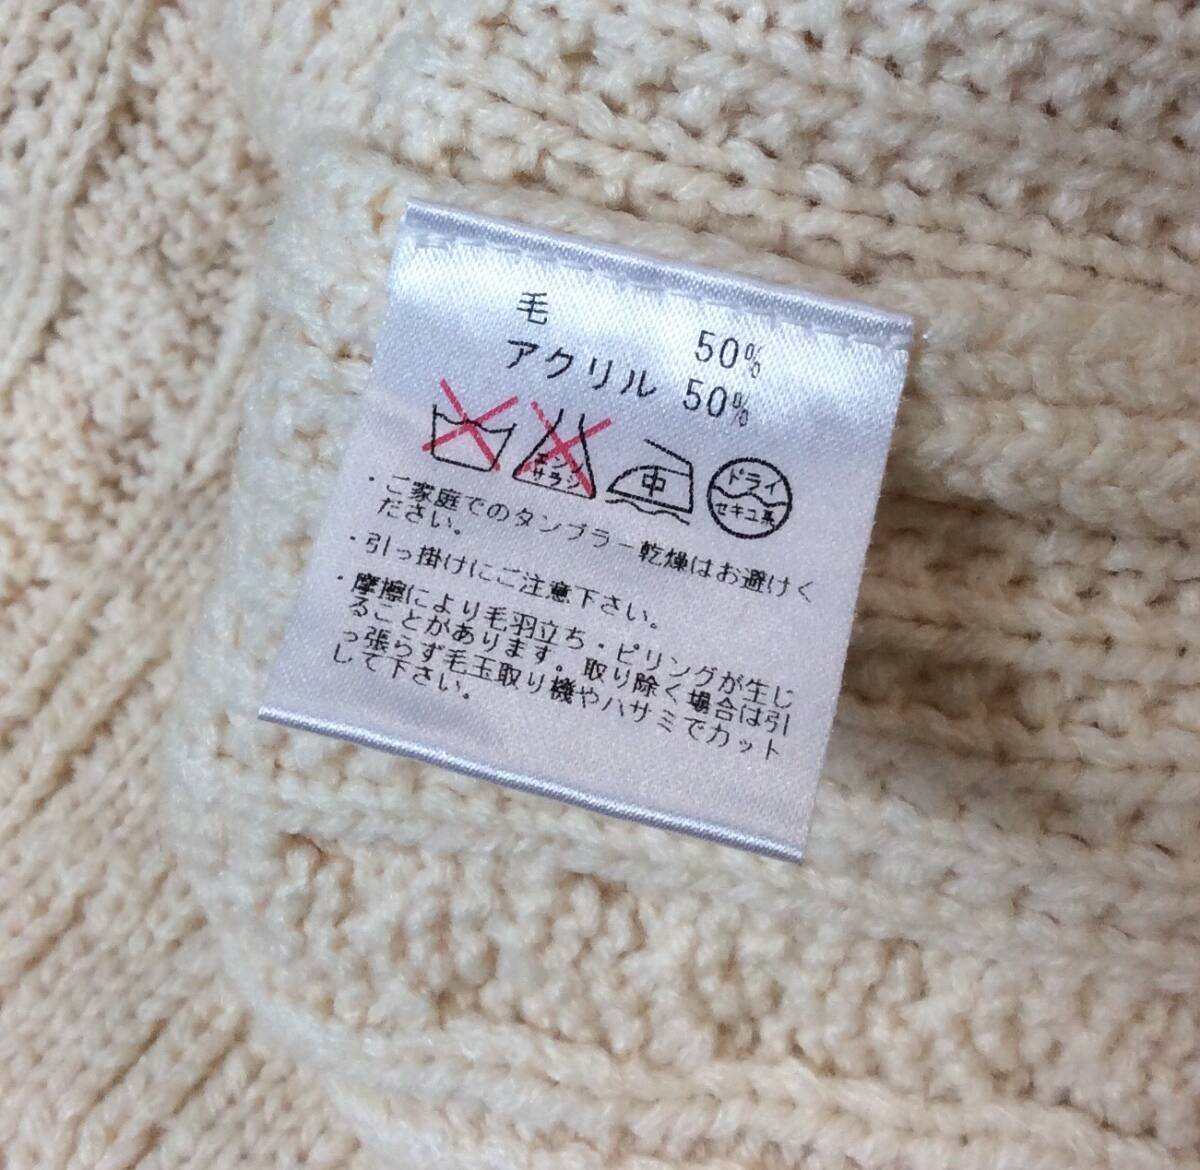 毛 50%
アクリル 50%
エンソ
サラシ
中
ドライ
セキユ系
・ご家庭でのタンブラー乾燥はお避けく
ださい。
・引っ掛けにご注意下さい。
・摩擦により毛羽立ち・ピリングが生じ
ることがあります。取り除く場合は引
っ張らず毛玉取り機やハサミでカット
して下さい。